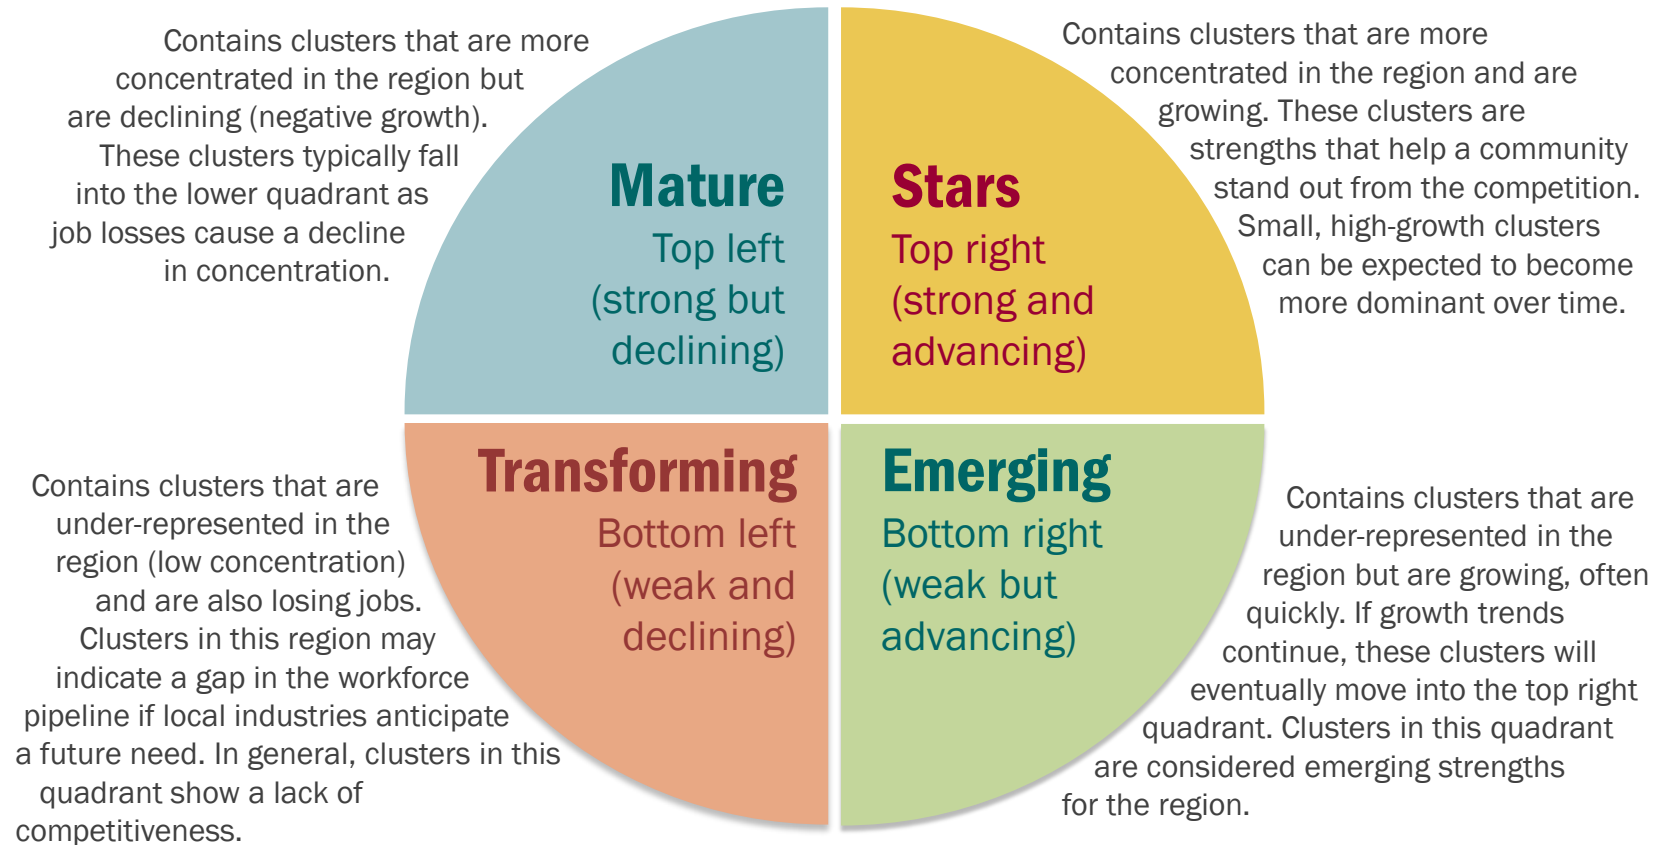 Contains clusters that are more
concentrated in the region but
are declining (negative growth).
These clusters typically fall
into the lower quadrant as
job losses cause a decline
in concentration.
Mature
Top left
(strong but
declining)
Stars
Top right
(strong and
advancing)
Contains clusters that are more
concentrated in the region and are
growing. These clusters are
strengths that help a community
stand out from the competition.
Small, high-growth clusters
can be expected to become
more dominant over time.
Contains clusters that are
under-represented in the
region (low concentration)
and are also losing jobs.
Clusters in this region may
indicate a gap in the workforce
pipeline if local industries anticipate
a future need. In general, clusters in this
quadrant show a lack of
competitiveness.
Transforming
Bottom left
(weak and
declining)
Emerging
Bottom right
(weak but
advancing)
Contains clusters that are
under-represented in the
region but are growing, often
quickly. If growth trends
continue, these clusters will
eventually move into the top right
quadrant. Clusters in this quadrant
are considered emerging strengths
for the region.